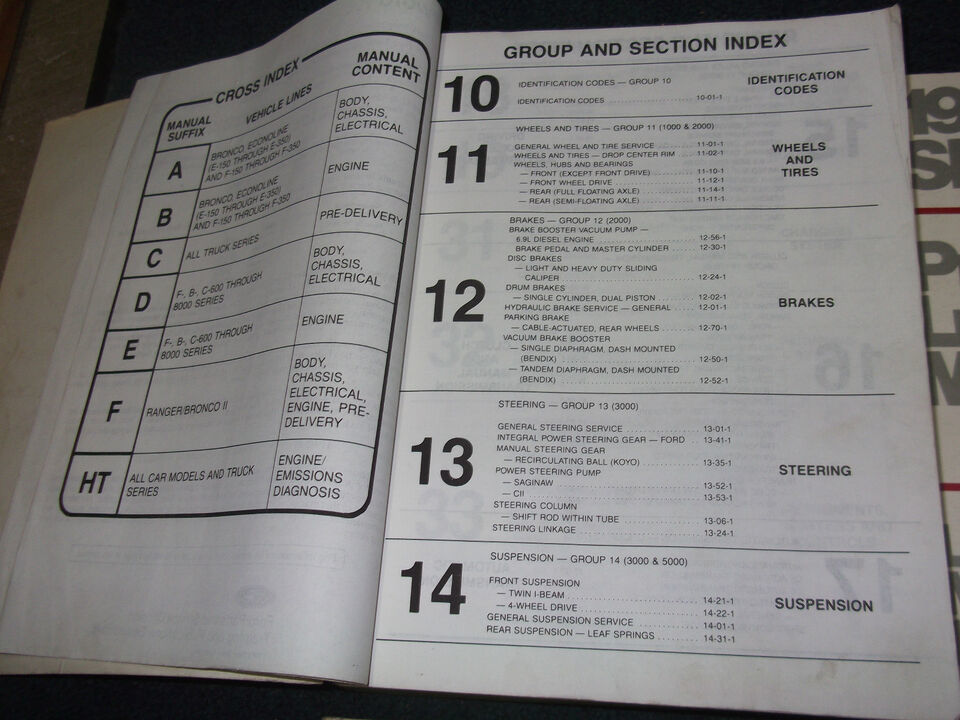 CROSS INDEX
MANUAL SUFFIX
VEHICLE LINES
MANUAL CONTENT
A
BRONCO, ECONOLINE
(E-150 THROUGH E-350)
AND F-150 THROUGH F-350
BODY,
CHASSIS,
ELECTRICAL
B
BRONCO, ECONOLINE
(E-150 THROUGH E-350)
AND F-150 THROUGH F-350
ENGINE
C
ALL TRUCK SERIES
PRE-DELIVERY
D
F-, B-, C-600 THROUGH
8000 SERIES
BODY,
CHASSIS,
ELECTRICAL
E
F-, B-, C-600 THROUGH
8000 SERIES
ENGINE
F
RANGER/BRONCO II
BODY,
CHASSIS,
ELECTRICAL,
ENGINE, PRE-
DELIVERY
HT
ALL CAR MODELS AND TRUCK
SERIES
ENGINE/
EMISSIONS
DIAGNOSIS
GROUP AND SECTION INDEX
10
IDENTIFICATION CODES — GROUP 10
IDENTIFICATION CODES ..................... 10-01-1
IDENTIFICATION
CODES
11
WHEELS AND TIRES — GROUP 11 (1000 & 2000)
GENERAL WHEEL AND TIRE SERVICE ........ 11-01-1
WHEELS AND TIRES — DROP CENTER RIM .... 11-02-1
WHEELS, HUBS AND BEARINGS
— FRONT (EXCEPT FRONT DRIVE) ......... 11-10-1
— FRONT WHEEL DRIVE ................. 11-12-1
— REAR (FULL FLOATING AXLE) ........... 11-14-1
— REAR (SEMI-FLOATING AXLE) ........... 11-11-1
WHEELS
AND
TIRES
12
BRAKES — GROUP 12 (2000)
BRAKE BOOSTER VACUUM PUMP —
6.9L DIESEL ENGINE ..................... 12-56-1
BRAKE PEDAL AND MASTER CYLINDER ...... 12-30-1
DISC BRAKES
— LIGHT AND HEAVY DUTY SLIDING
CALIPER ............................. 12-24-1
DRUM BRAKES
— SINGLE CYLINDER, DUAL PISTON ......... 12-02-1
HYDRAULIC BRAKE SERVICE — GENERAL ..... 12-01-1
PARKING BRAKE
— CABLE-ACTUATED, REAR WHEELS ........ 12-70-1
VACUUM BRAKE BOOSTER
— SINGLE DIAPHRAGM, DASH MOUNTED
(BENDIX) ............................. 12-50-1
— TANDEM DIAPHRAGM, DASH MOUNTED
(BENDIX) ............................. 12-52-1
BRAKES
13
STEERING — GROUP 13 (3000)
GENERAL STEERING SERVICE ............... 13-01-1
INTEGRAL POWER STEERING GEAR — FORD .. 13-41-1
MANUAL STEERING GEAR
— RECIRCULATING BALL (KOYO) ........... 13-35-1
POWER STEERING PUMP
— SAGINAW ............................. 13-52-1
— CII ................................. 13-53-1
STEERING COLUMN
— SHIFT ROD WITHIN TUBE ............... 13-06-1
STEERING LINKAGE ....................... 13-24-1
STEERING
14
SUSPENSION — GROUP 14 (3000 & 5000)
FRONT SUSPENSION
— TWIN I-BEAM ......................... 14-21-1
— 4-WHEEL DRIVE ....................... 14-22-1
GENERAL SUSPENSION SERVICE ............ 14-01-1
REAR SUSPENSION — LEAF SPRINGS ......... 14-31-1
SUSPENSION